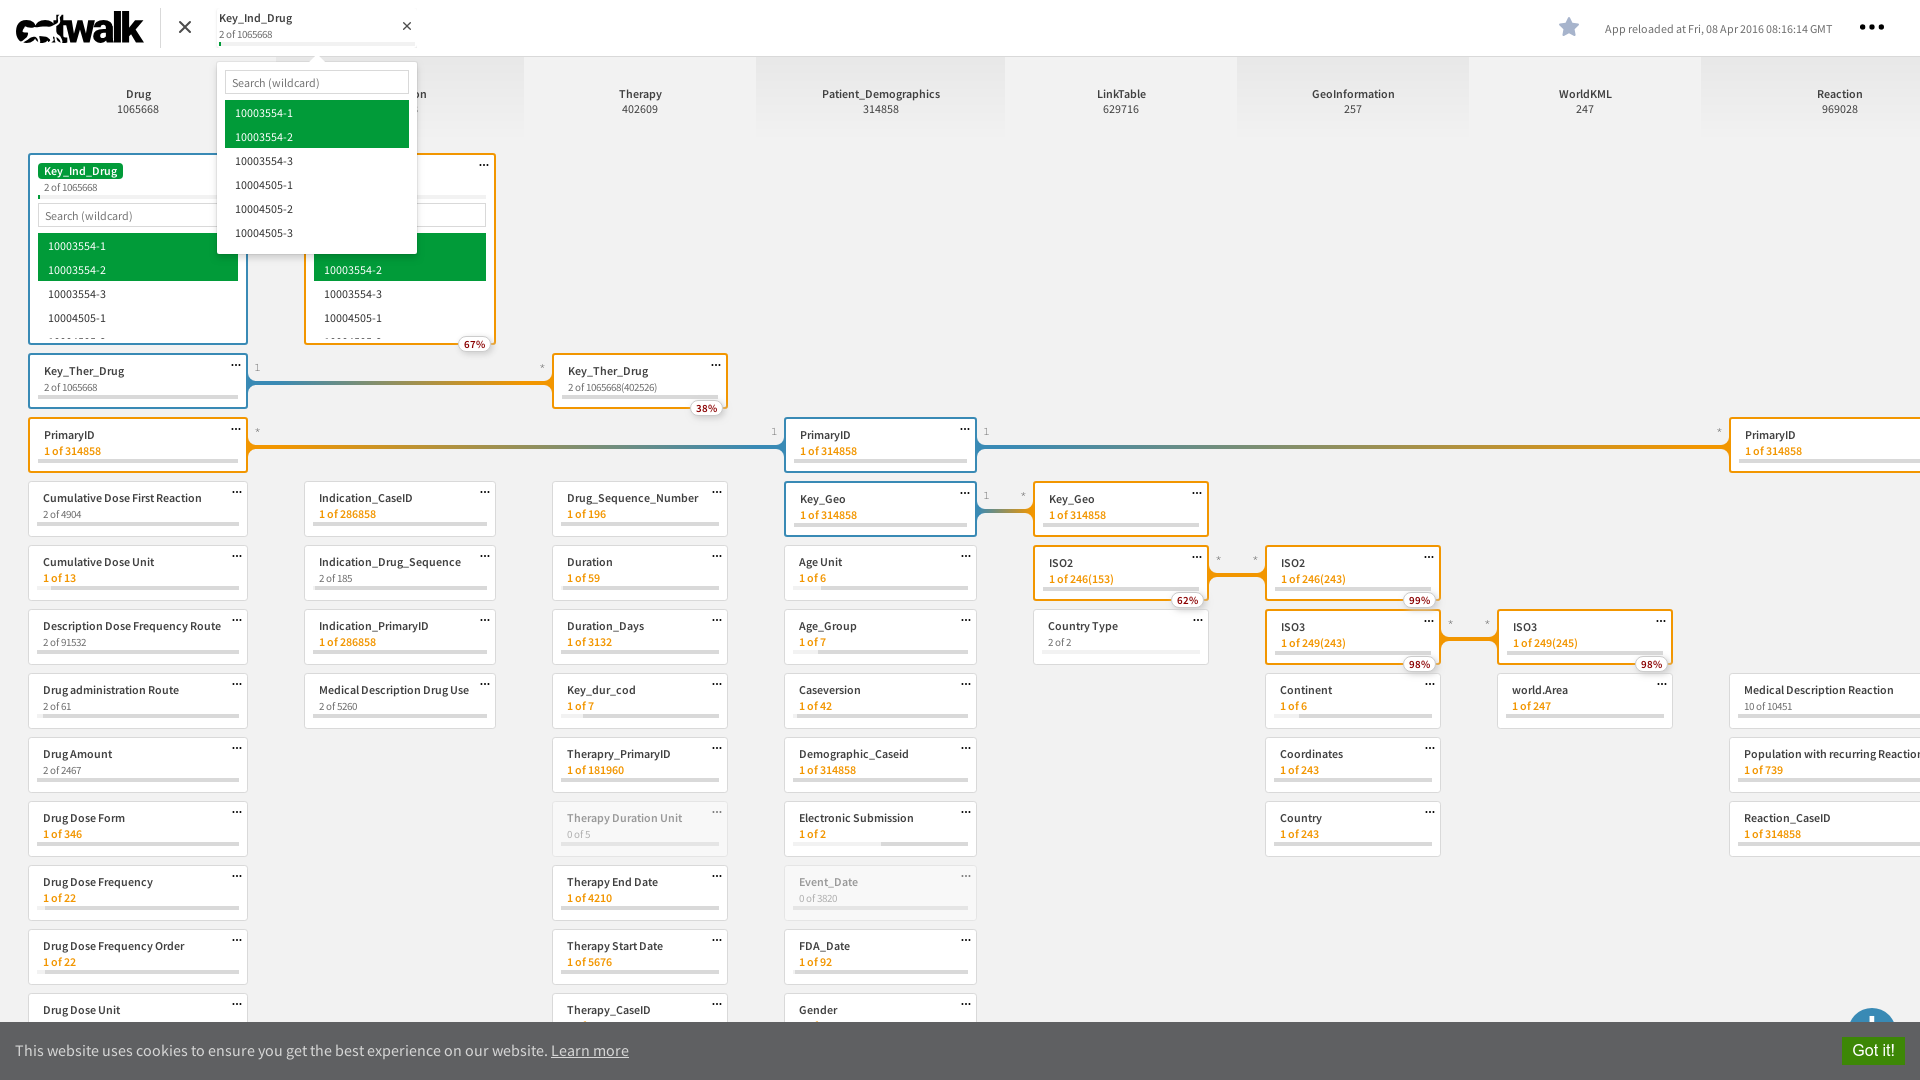 catwalk
Key_Ind_Drug
2 of 1065668
App reloaded at Fri, 08 Apr 2016 08:16:14 GMT
Search (wildcard)
10003554-1
10003554-2
10003554-3
10004505-1
10004505-2
10004505-3
Drug
1065668
on
Therapy
402609
Patient_Demographics
314858
LinkTable
629716
GeoInformation
257
WorldKML
247
Reaction
969028
Key_Ind_Drug
2 of 1065668
Search (wildcard)
10003554-1
10003554-2
10003554-3
10004505-1
10003554-2
10003554-3
10004505-1
67%
Key_Ther_Drug
2 of 1065668
1
*
Key_Ther_Drug
2 of 1065668(402526)
38%
PrimaryID
1 of 314858
*
1
PrimaryID
1 of 314858
1
*
PrimaryID
1 of 314858
Cumulative Dose First Reaction
2 of 4904
Indication_CaseID
1 of 286858
Drug_Sequence_Number
1 of 196
Key_Geo
1 of 314858
1
*
Key_Geo
1 of 314858
Cumulative Dose Unit
1 of 13
Indication_Drug_Sequence
2 of 185
Duration
1 of 59
Age Unit
1 of 6
ISO2
1 of 246(153)
62%
*
*
ISO2
1 of 246(243)
99%
Description Dose Frequency Route
2 of 91532
Indication_PrimaryID
1 of 286858
Duration_Days
1 of 3132
Age_Group
1 of 7
Country Type
2 of 2
ISO3
1 of 249(243)
98%
*
*
ISO3
1 of 249(245)
98%
Drug administration Route
2 of 61
Medical Description Drug Use
2 of 5260
Key_dur_cod
1 of 7
Caseversion
1 of 42
Continent
1 of 6
world.Area
1 of 247
Medical Description Reaction
10 of 10451
Drug Amount
2 of 2467
Therapry_PrimaryID
1 of 181960
Demographic_Caseid
1 of 314858
Coordinates
1 of 243
Population with recurring Reaction
1 of 739
Drug Dose Form
1 of 346
Therapy Duration Unit
0 of 5
Electronic Submission
1 of 2
Country
1 of 243
Reaction_CaseID
1 of 314858
Drug Dose Frequency
1 of 22
Therapy End Date
1 of 4210
Event_Date
0 of 3820
Drug Dose Frequency Order
1 of 22
Therapy Start Date
1 of 5676
FDA_Date
1 of 92
Drug Dose Unit
Therapy_CaseID
Gender
This website uses cookies to ensure you get the best experience on our website. Learn more
Got it!